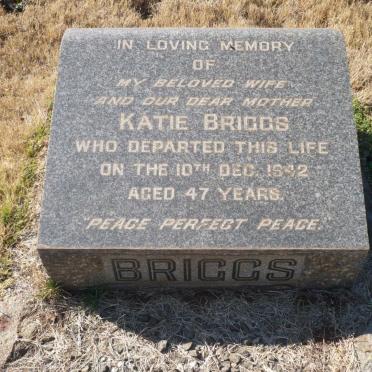 IN LOVING MEMORY
OF
MY BELOVED WIFE
AND OUR DEAR MOTHER
KATIE BRIGGS
WHO DEPARTED THIS LIFE
ON THE 10TH DEC. 1942
AGED 47 YEARS.
"PEACE PERFECT PEACE."
BRIGGS